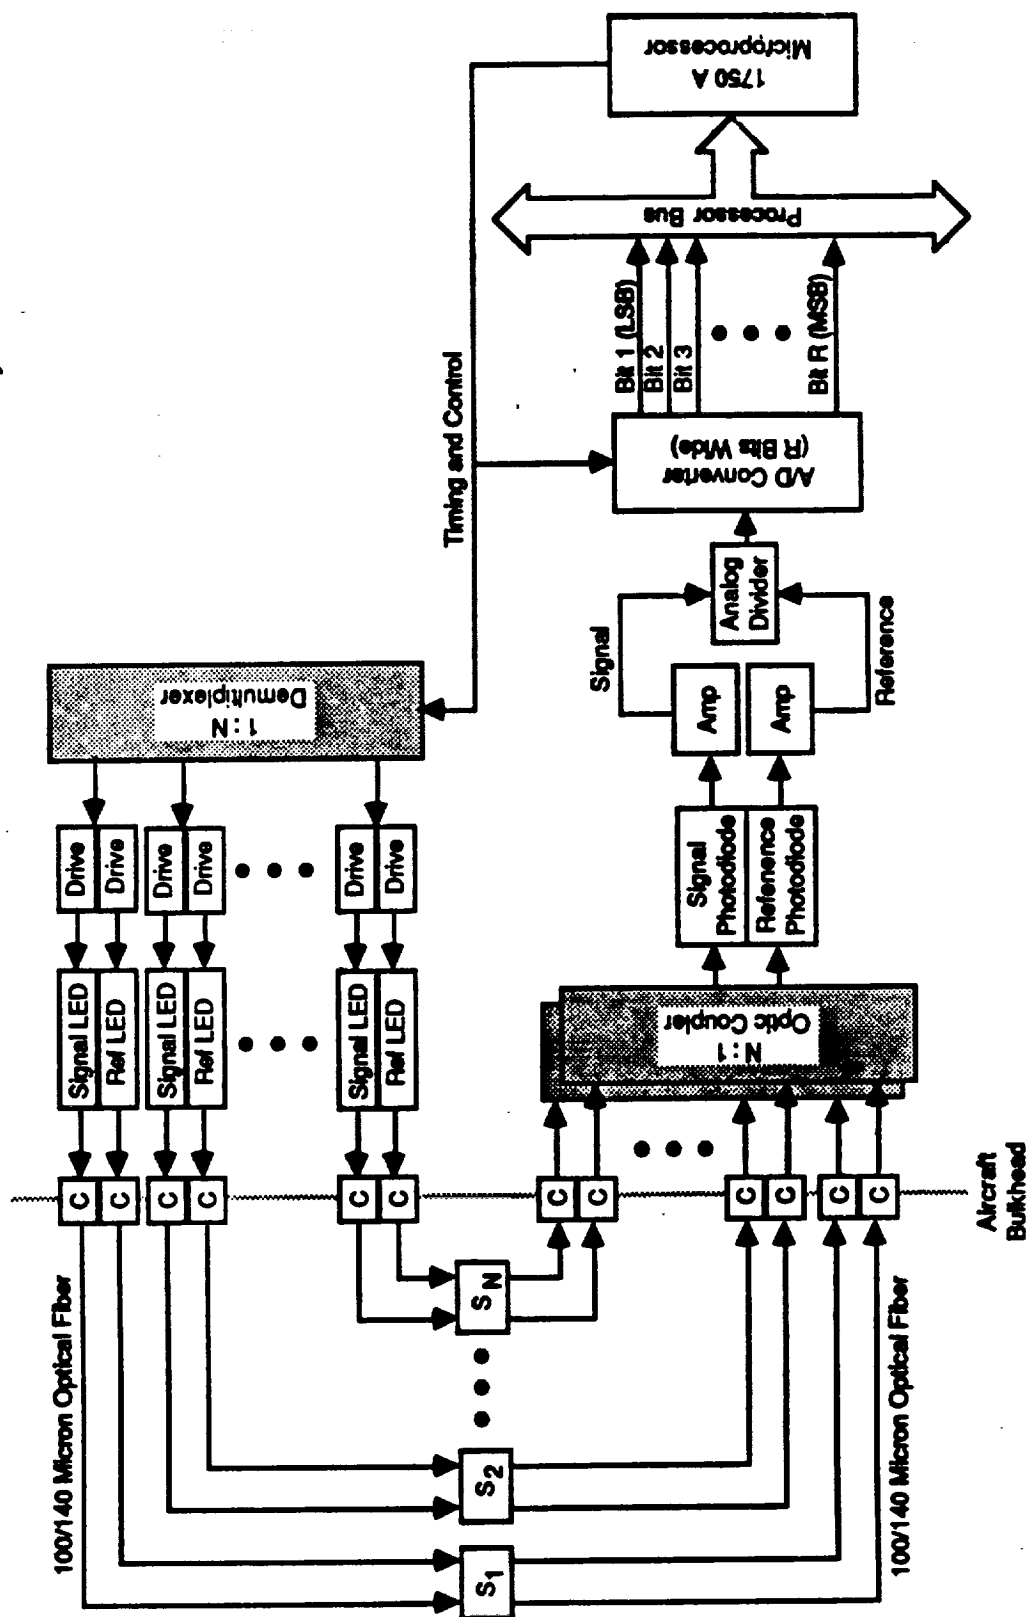 100/140 Micron Optical Fiber
C
C
C
C
C
C
Signal LED
Ref LED
Signal LED
Ref LED
Signal LED
Ref LED
Drive
Drive
Drive
Drive
Drive
Drive
1 : N
Demultiplexer
Timing and Control
S1
S2
SN
100/140 Micron Optical Fiber
C
C
C
C
C
C
Aircraft
Bulkhead
N : 1
Optic Coupler
Signal
Photodiode
Reference
Photodiode
Amp
Amp
Signal
Reference
Analog
Divider
A/D Converter
(R Bits Wide)
Bit 1 (LSB)
Bit 2
Bit 3
Bit R (MSB)
Processor Bus
1750 A
Microprocessor